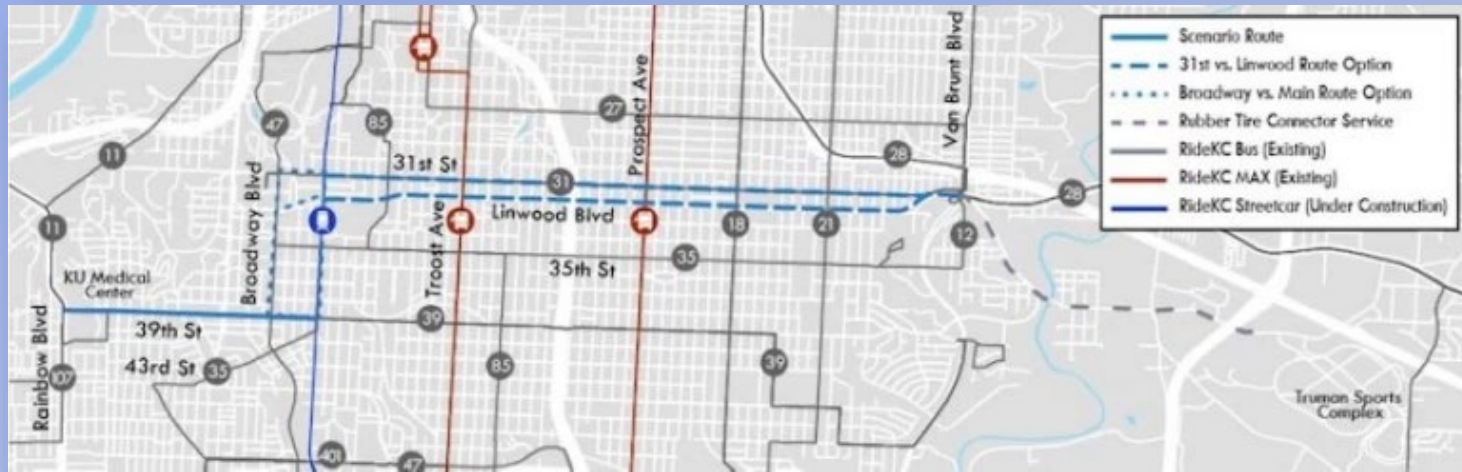 Scenario Route
31st vs. Linwood Route Option
Broadway vs. Main Route Option
Rubber Tire Connector Service
RideKC Bus (Existing)
RideKC MAX (Existing)
RideKC Streetcar (Under Construction)
Van Brunt Blvd
Prospect Ave
27
47
85
11
28
31st St
31
28
Broadway Blvd
Linwood Blvd
Troost Ave
18
21
12
11
35th St
35
KU Medical
Center
39th St
39
Rainbow Blvd
43rd St
35
107
85
39
Truman Sports
Complex
401
47